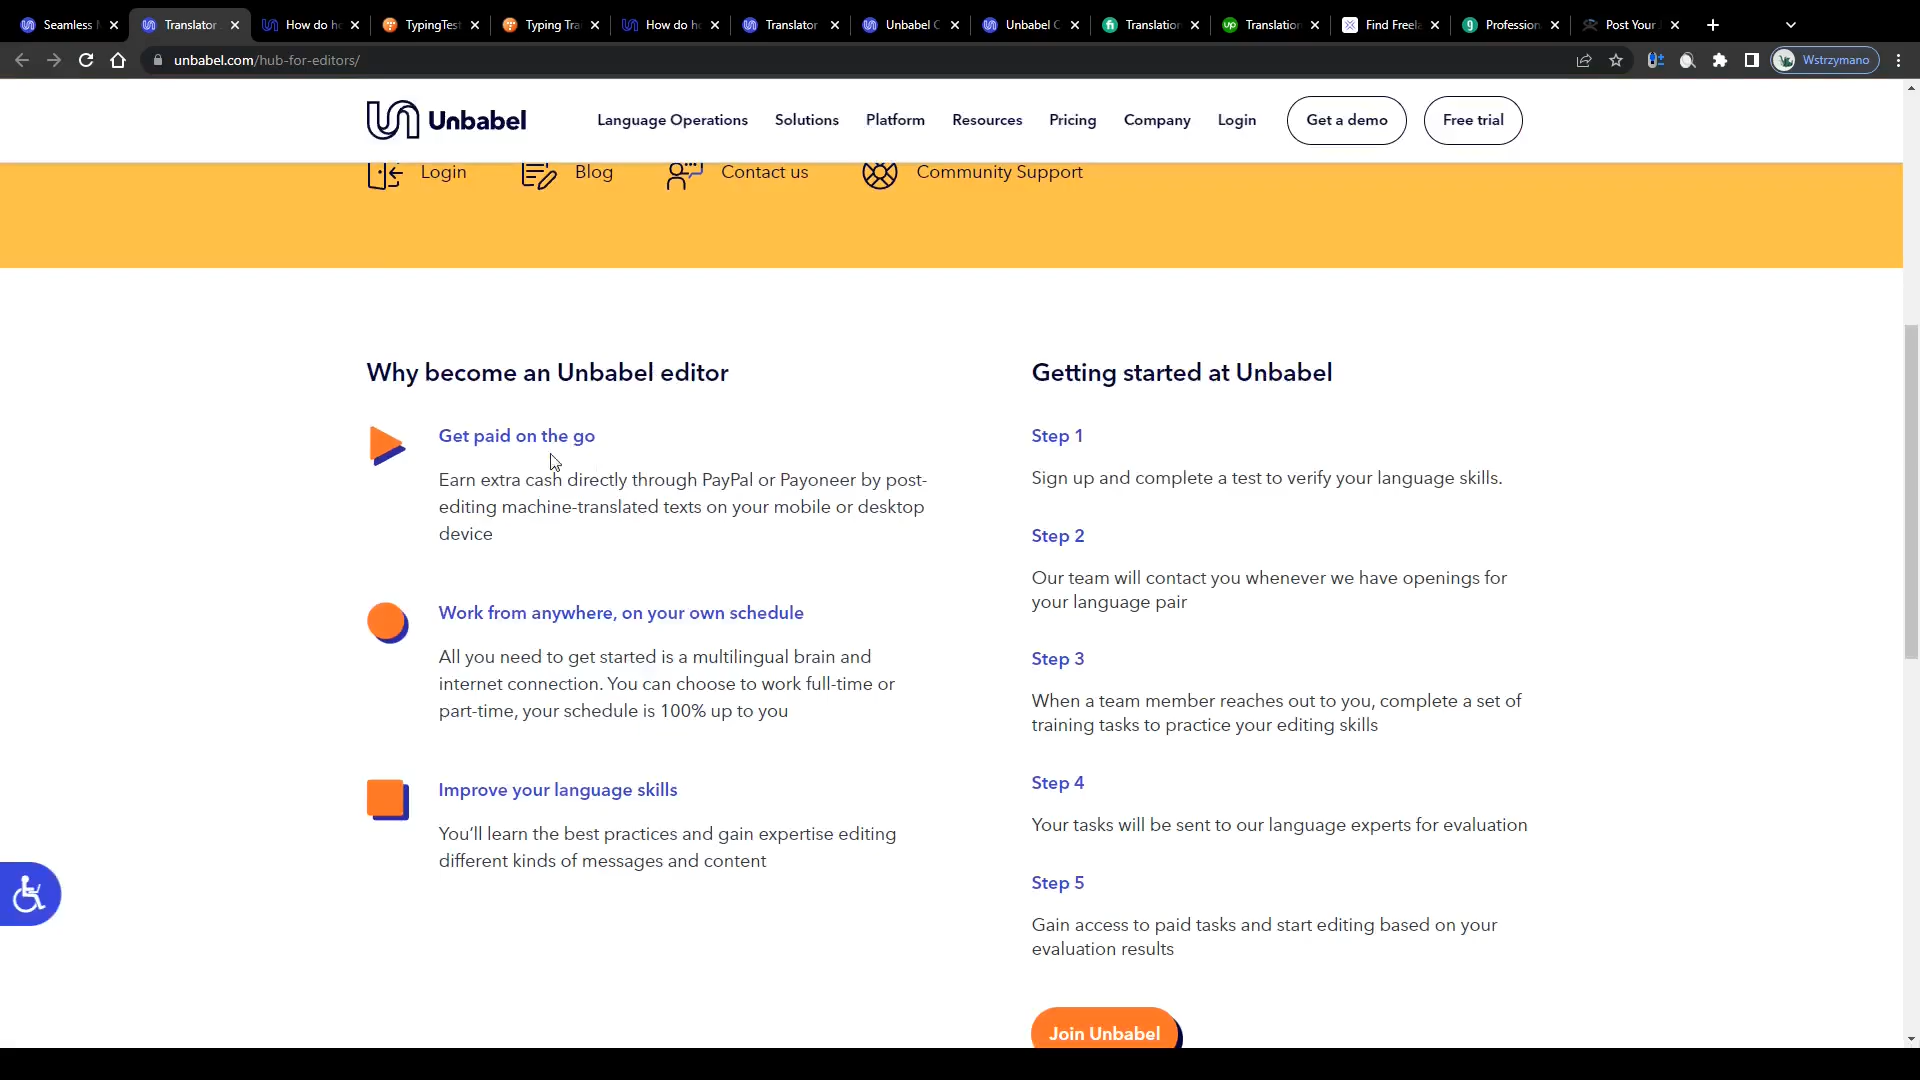 Seamless
Translator
How do h
TypingTes
Typing Tra
How do h
Translator
Unbabel C
Unbabel C
Translation
Translation
Find Freela
Profession
Post Your
unbabel.com/hub-for-editors/
Wstrzymano
Unbabel
Language Operations
Solutions
Platform
Resources
Pricing
Company
Login
Get a demo
Free trial
Login
Blog
Contact us
Community Support
Why become an Unbabel editor
Get paid on the go
Earn extra cash directly through PayPal or Payoneer by post-
editing machine-translated texts on your mobile or desktop
device
Work from anywhere, on your own schedule
All you need to get started is a multilingual brain and
internet connection. You can choose to work full-time or
part-time, your schedule is 100% up to you
Improve your language skills
You’ll learn the best practices and gain expertise editing
different kinds of messages and content
Getting started at Unbabel
Step 1
Sign up and complete a test to verify your language skills.
Step 2
Our team will contact you whenever we have openings for
your language pair
Step 3
When a team member reaches out to you, complete a set of
training tasks to practice your editing skills
Step 4
Your tasks will be sent to our language experts for evaluation
Step 5
Gain access to paid tasks and start editing based on your
evaluation results
Join Unbabel